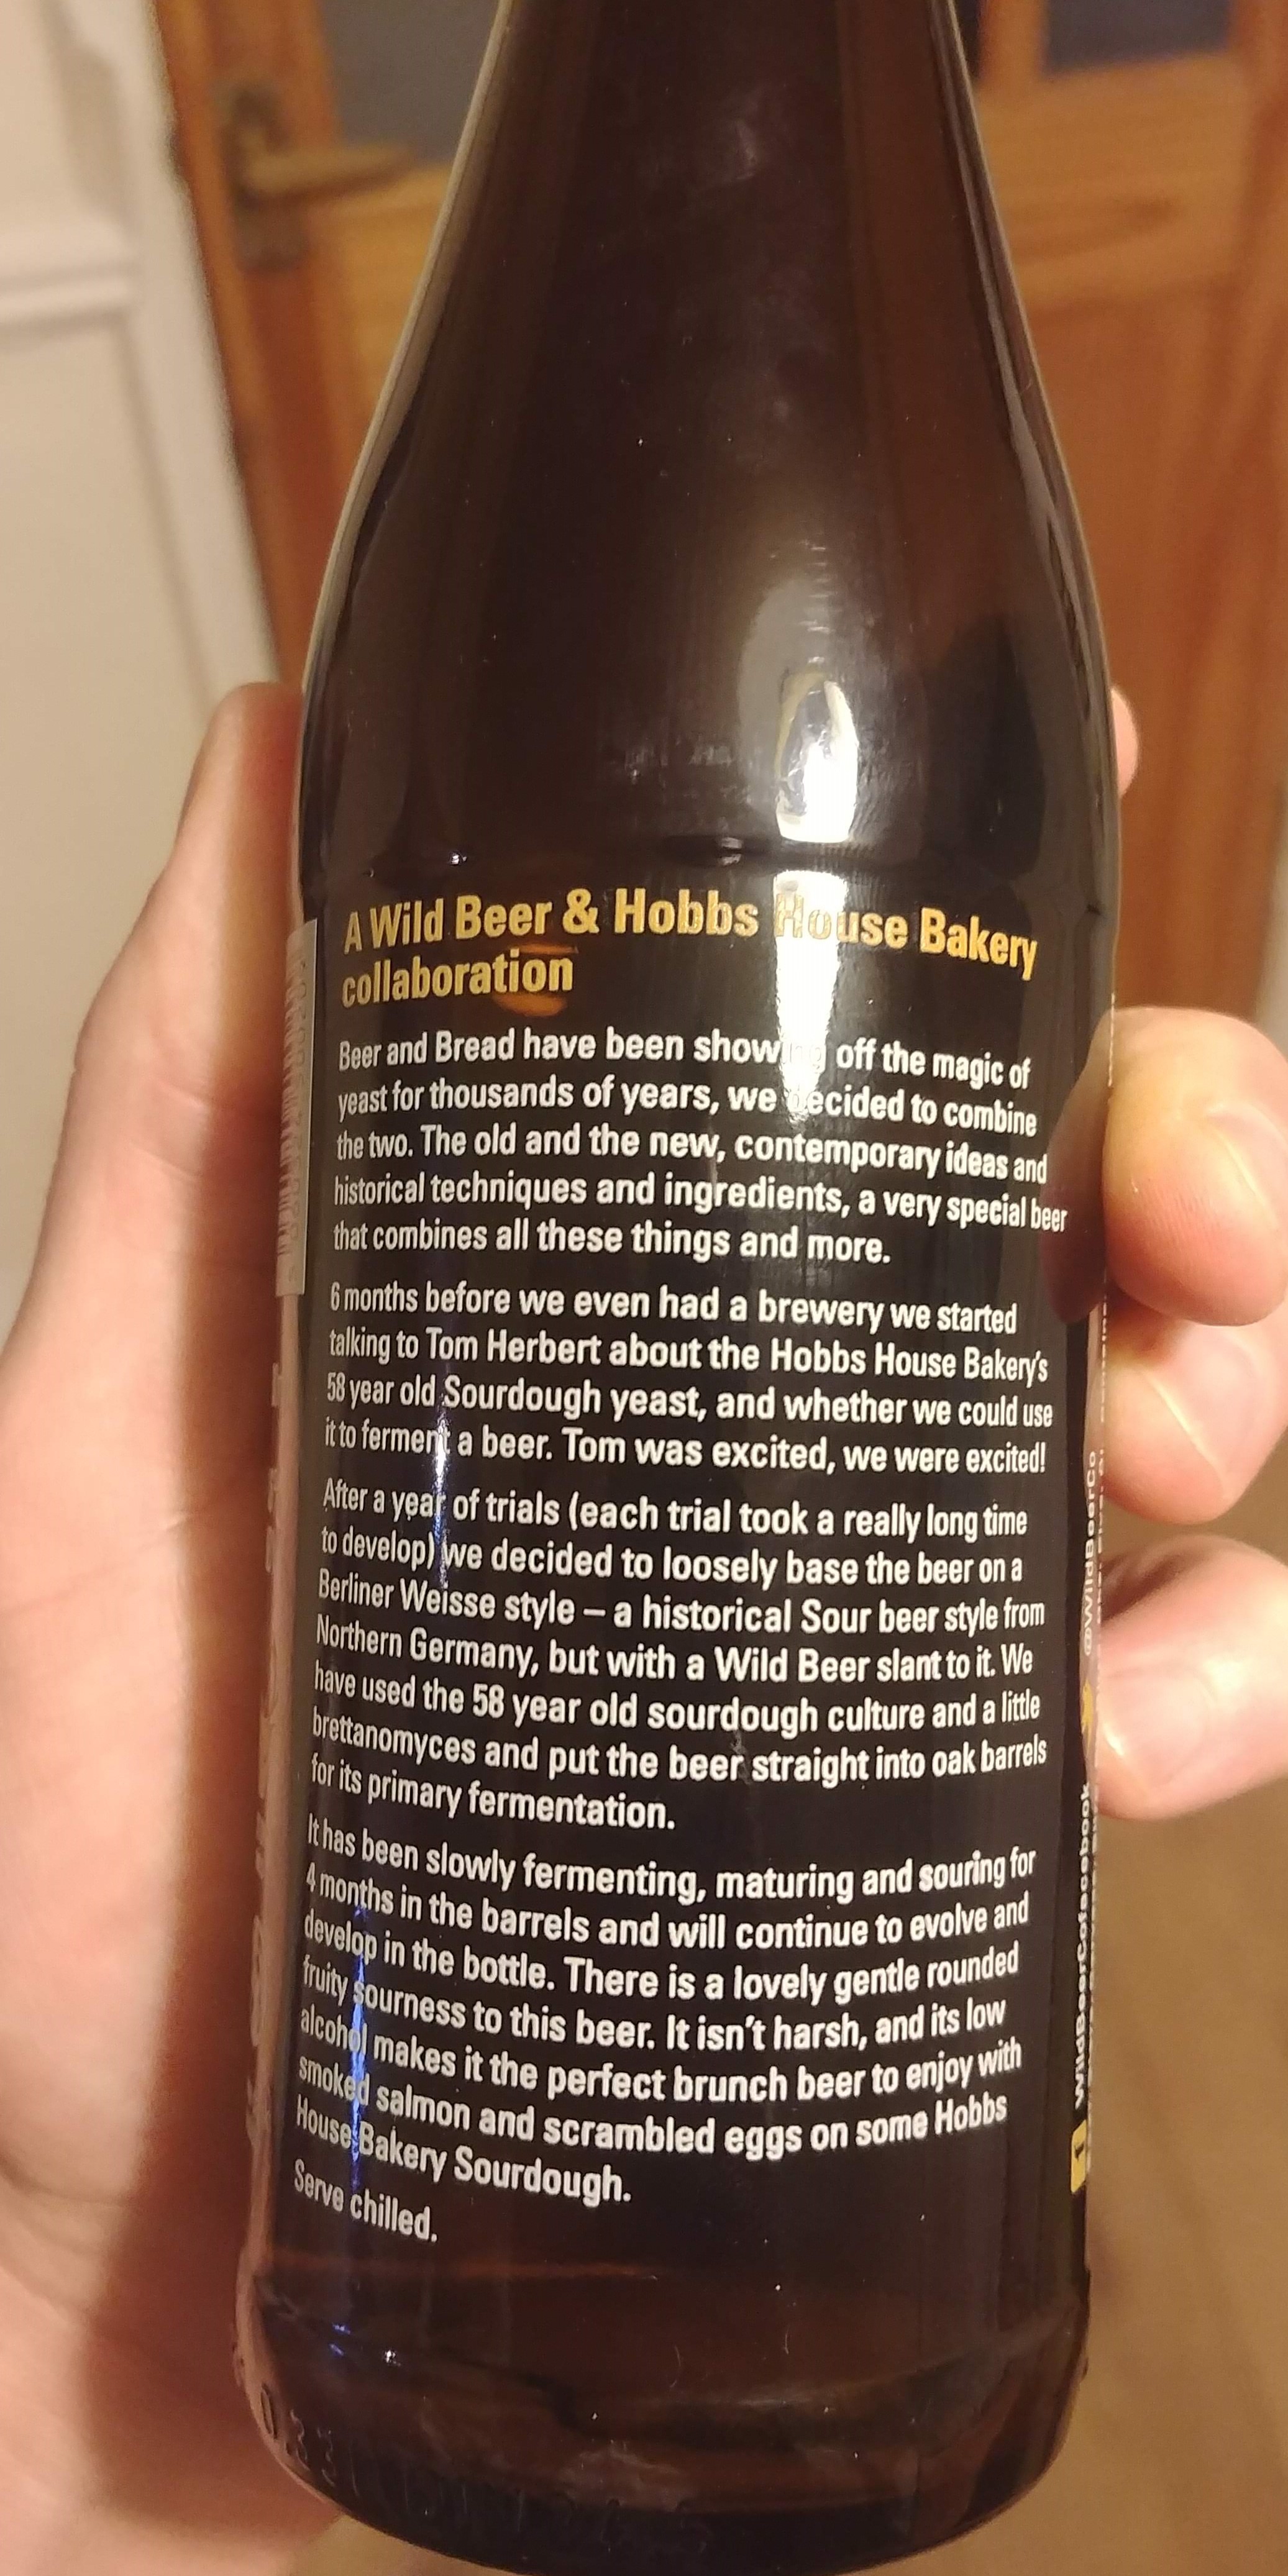 A Wild Beer & Hobbs House Bakery
collaboration
Beer and Bread have been showing off the magic of
yeast for thousands of years, we decided to combine
the two. The old and the new, contemporary ideas and
historical techniques and ingredients, a very special beer
that combines all these things and more.
6 months before we even had a brewery we started
talking to Tom Herbert about the Hobbs House Bakery's
58 year old Sourdough yeast, and whether we could use
it to ferment a beer. Tom was excited, we were excited!
After a year of trials (each trial took a really long time
to develop) we decided to loosely base the beer on a
Berliner Weisse style – a historical Sour beer style from
Northern Germany, but with a Wild Beer slant to it. We
have used the 58 year old sourdough culture and a little
brettanomyces and put the beer straight into oak barrels
for its primary fermentation.
It has been slowly fermenting, maturing and souring for
4 months in the barrels and will continue to evolve and
develop in the bottle. There is a lovely gentle rounded
fruity sourness to this beer. It isn't harsh, and its low
alcohol makes it the perfect brunch beer to enjoy with
smoked salmon and scrambled eggs on some Hobbs
House Bakery Sourdough.
Serve chilled.
WildBeerCofacebook @WildBeerCo